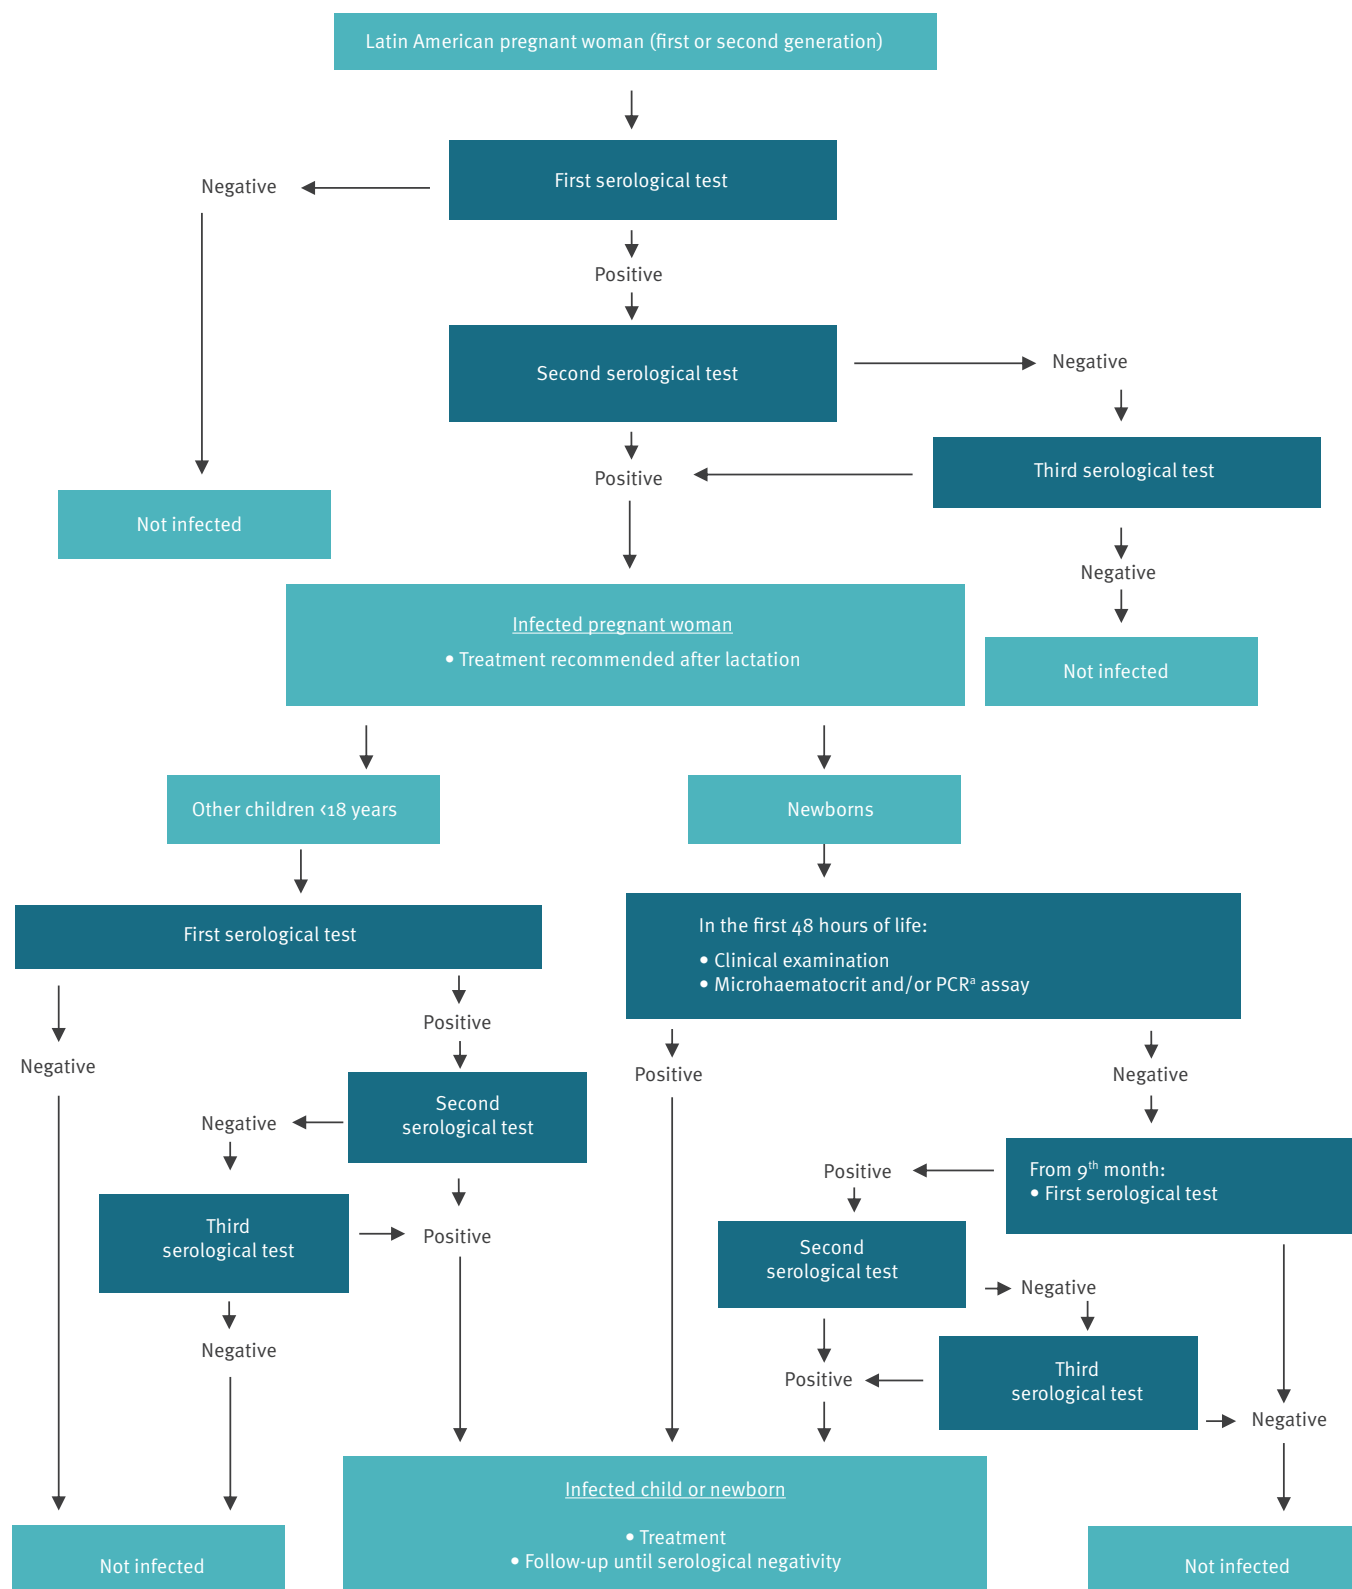 Latin American pregnant woman (first or second generation)
First serological test
Negative
Positive
Second serological test
Negative
Third serological test
Positive
Not infected
Negative
Infected pregnant woman
• Treatment recommended after lactation
Not infected
Other children <18 years
Newborns
First serological test
In the first 48 hours of life:
• Clinical examination
• Microhaematocrit and/or PCRᵃ assay
Positive
Negative
Positive
Negative
Second
serological test
Negative
From 9th month:
• First serological test
Positive
Third
serological test
Positive
Second
serological test
Negative
Negative
Third
serological test
Positive
Negative
Infected child or newborn
• Treatment
• Follow-up until serological negativity
Not infected
Not infected